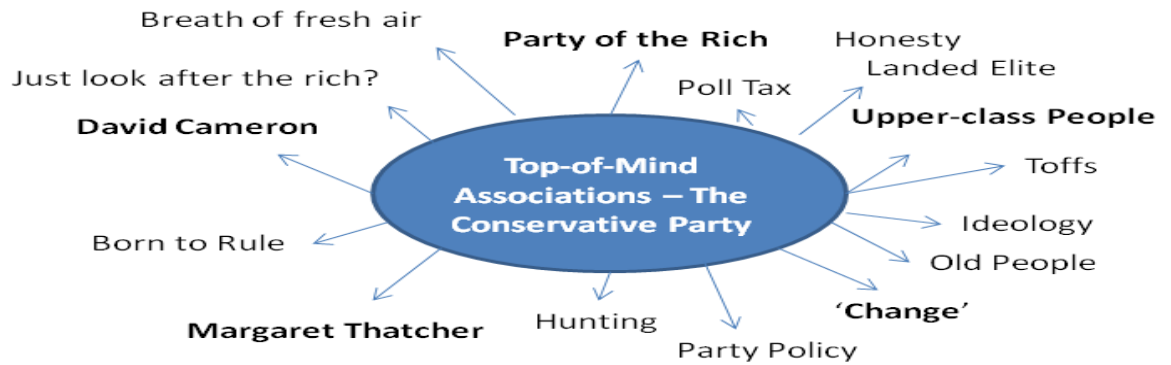 Breath of fresh air
Party of the Rich
Honesty
Just look after the rich?
Poll Tax
Landed Elite
David Cameron
Upper-class People
Top-of-Mind
Associations – The
Conservative Party
Toffs
Born to Rule
Ideology
Old People
Margaret Thatcher
Hunting
‘Change’
Party Policy